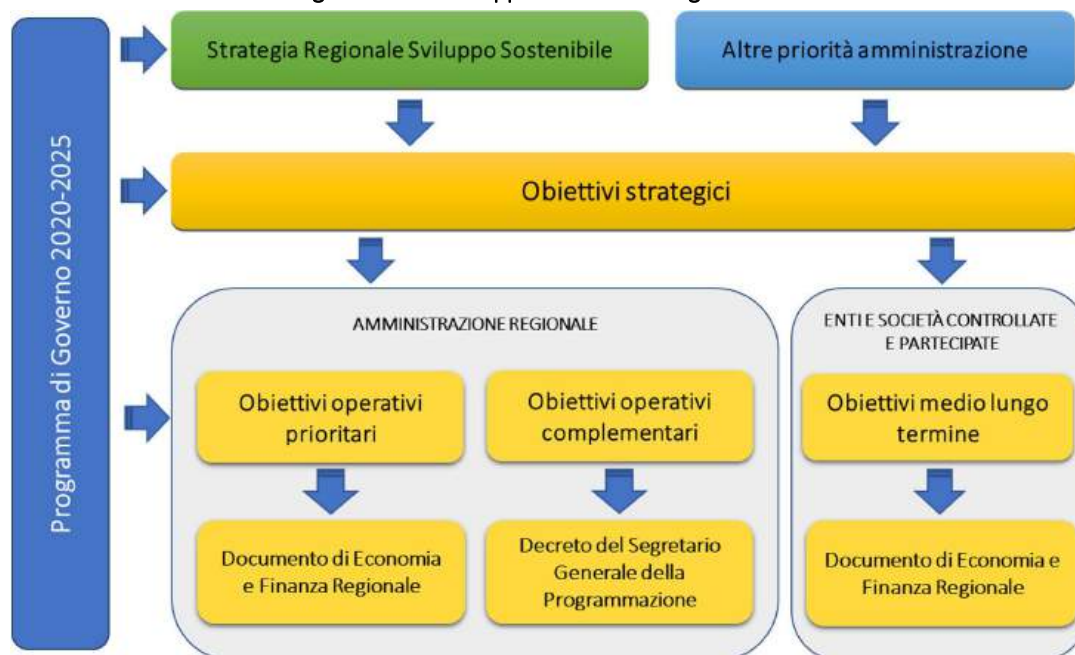 Programma di Governo 2020-2025
Strategia Regionale Sviluppo Sostenibile
Altre priorità amministrazione
Obiettivi strategici
AMMINISTRAZIONE REGIONALE
Obiettivi operativi
prioritari
Obiettivi operativi
complementari
Documento di Economia
e Finanza Regionale
Decreto del Segretario
Generale della
Programmazione
ENTI E SOCIETÀ CONTROLLATE
E PARTECIPATE
Obiettivi medio lungo
termine
Documento di Economia e
Finanza Regionale